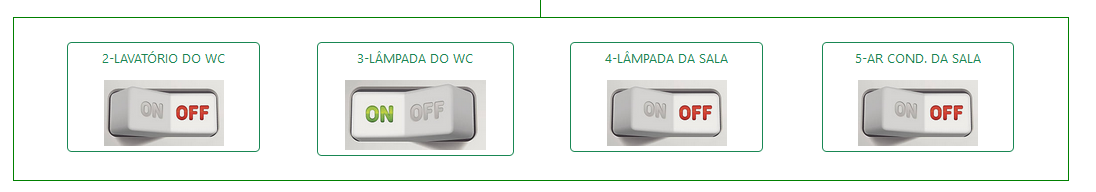 2-LAVATÓRIO DO WC
ON OFF
3-LÂMPADA DO WC
ON OFF
4-LÂMPADA DA SALA
ON OFF
5-AR COND. DA SALA
ON OFF